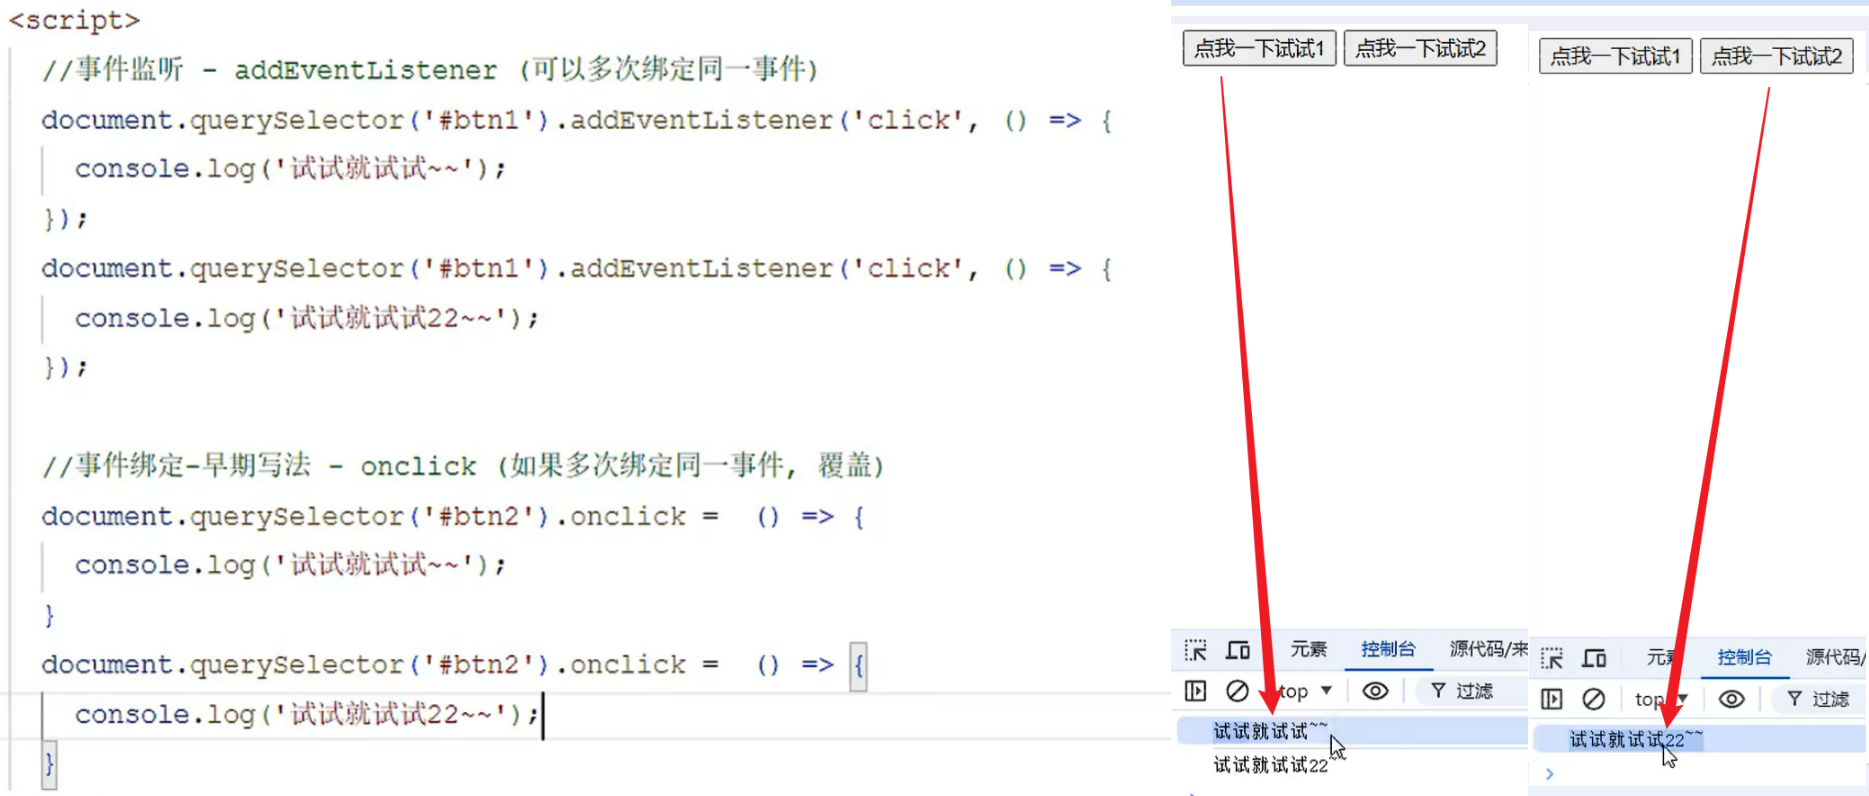 <script>
//事件监听 - addEventListener (可以多次绑定同一事件)
document.querySelector('#btn1').addEventListener('click', () => {
console.log('试试就试试~~');
});
document.querySelector('#btn1').addEventListener('click', () => {
console.log('试试就试试22~~');
});
//事件绑定-早期写法 - onclick (如果多次绑定同一事件, 覆盖)
document.querySelector('#btn2').onclick =  () => {
console.log('试试就试试~~');
}
document.querySelector('#btn2').onclick =  () => {
console.log('试试就试试22~~');
}
点我一下试试1 点我一下试试2
元素 控制台 源代码/来
top 过滤
试试就试试~~
试试就试试22~~
点我一下试试1 点我一下试试2
元素 控制台 源代码/
top 过滤
试试就试试22~~